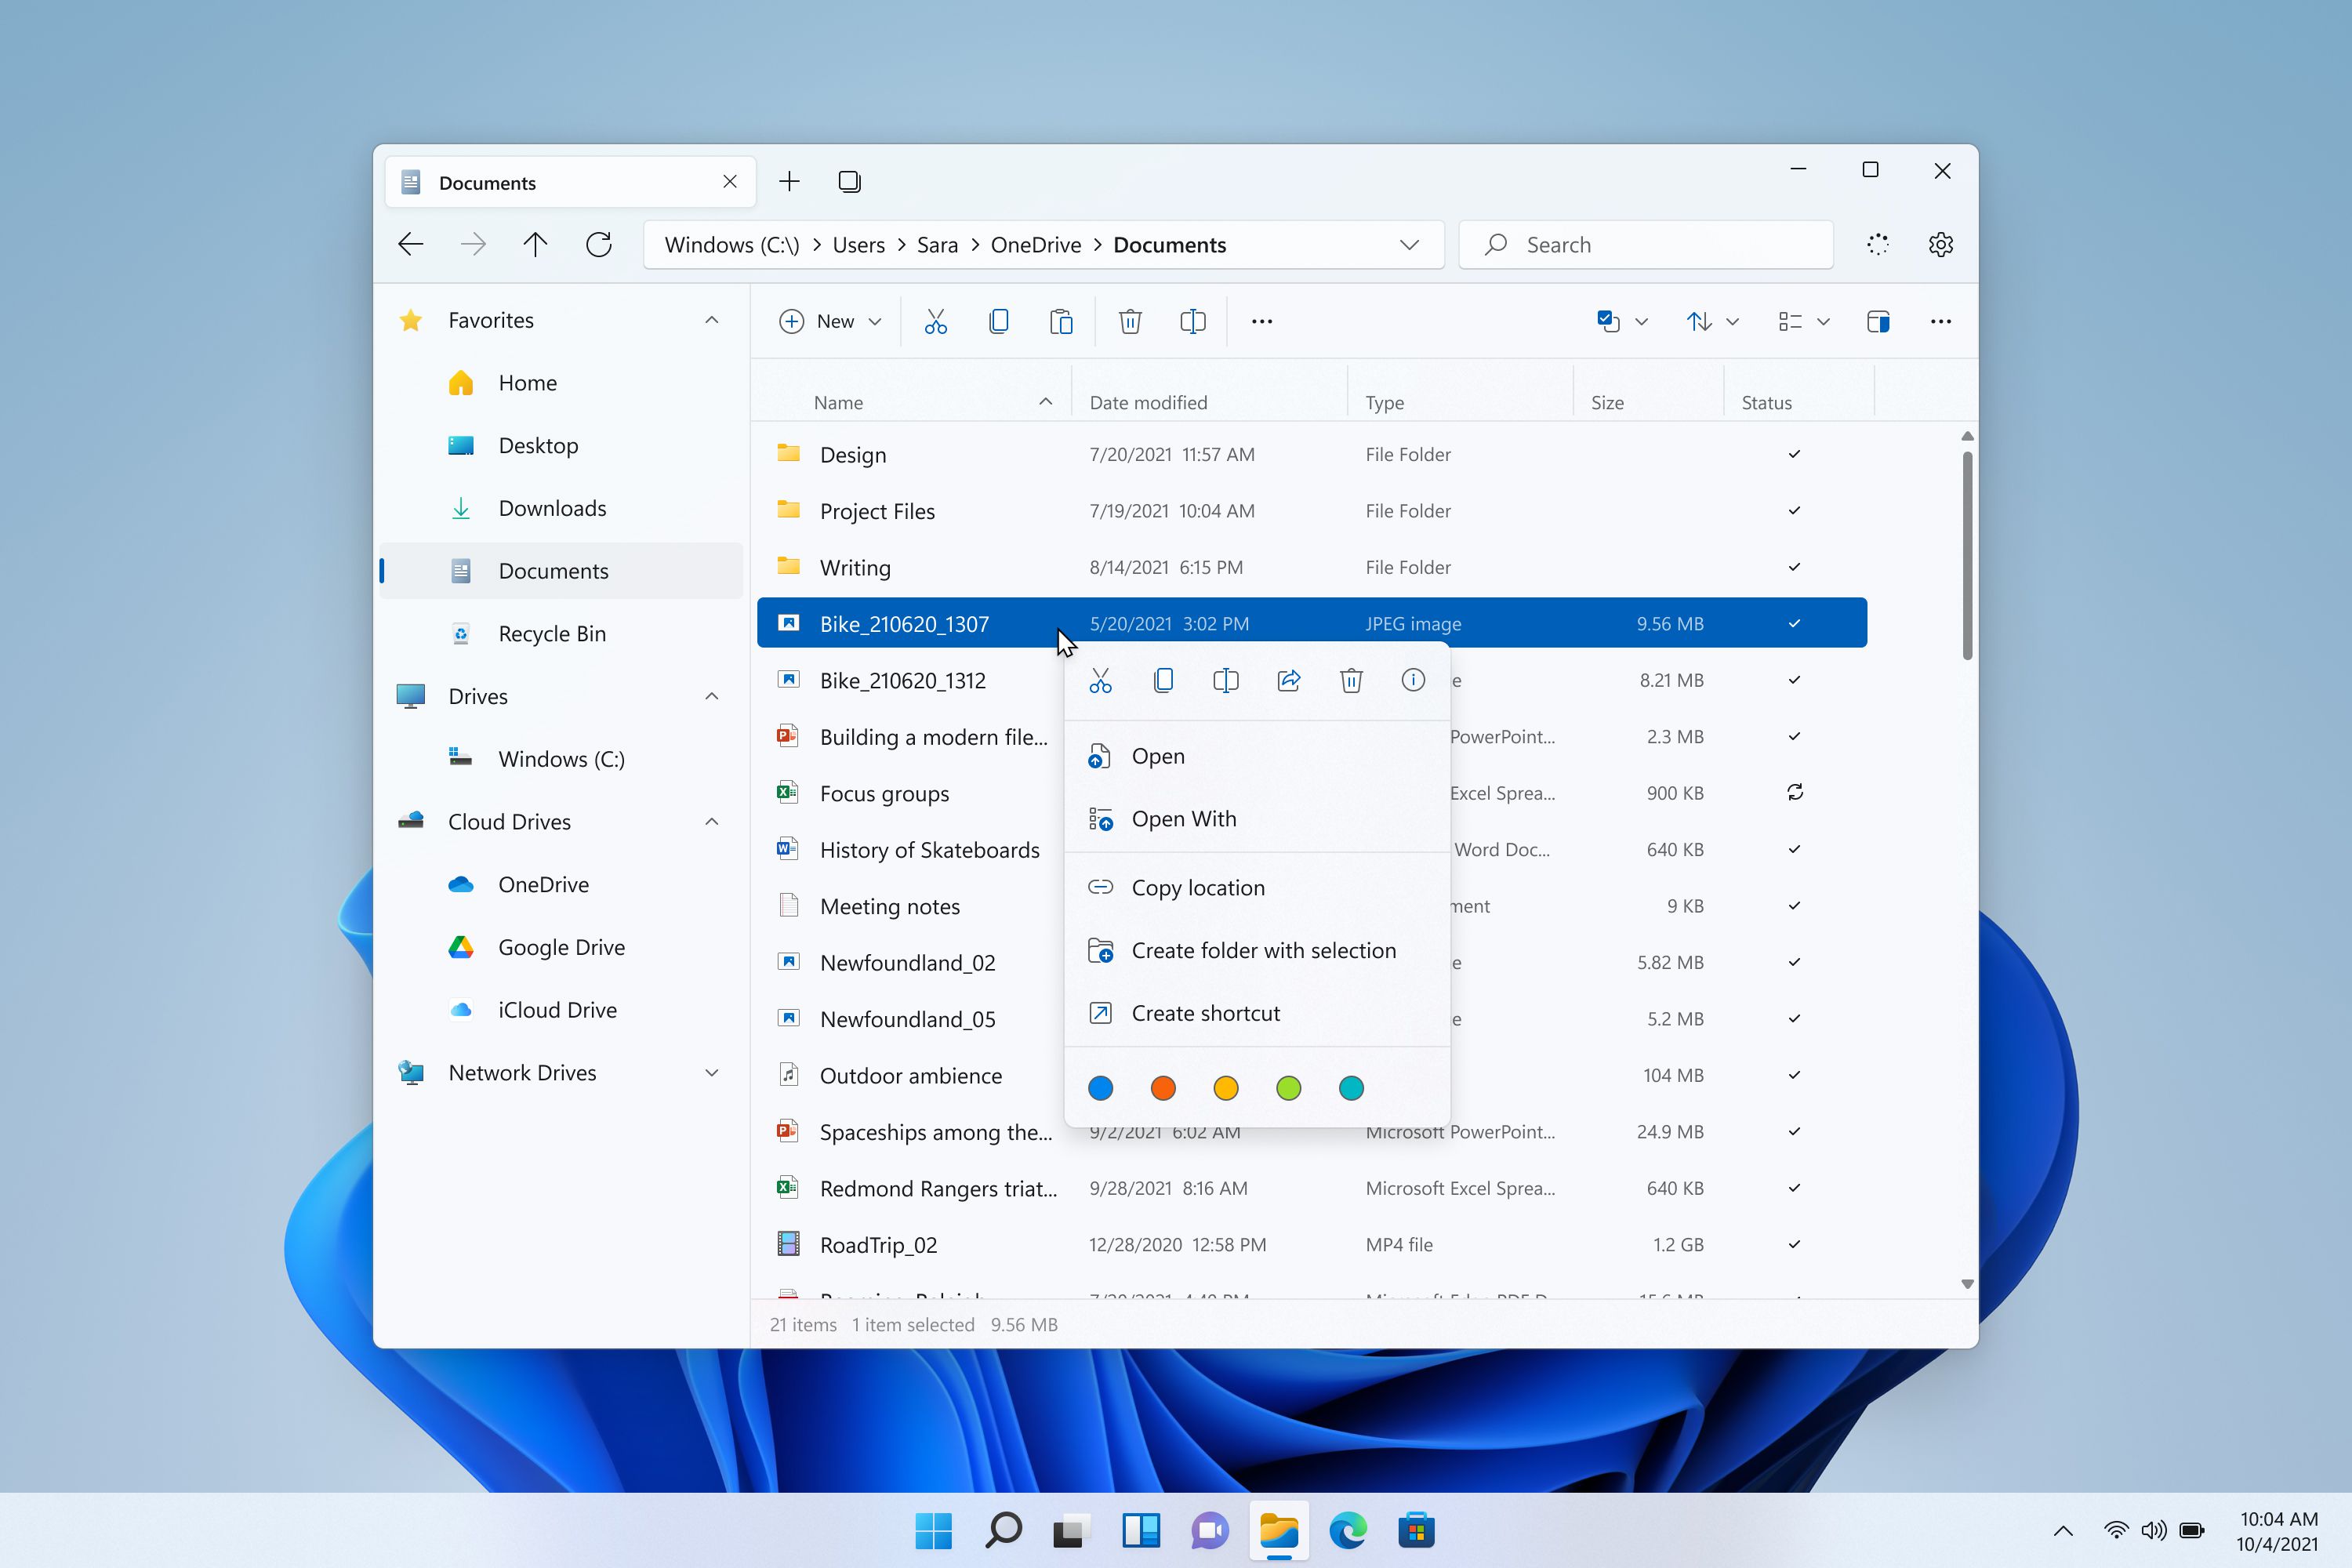 Documents
Windows (C:\) > Users > Sara > OneDrive > Documents
Search
Favorites
Home
Desktop
Downloads
Documents
Recycle Bin
Drives
Windows (C:)
Cloud Drives
OneDrive
Google Drive
iCloud Drive
Network Drives
New
Name Date modified Type Size Status
Design 7/20/2021 11:57 AM File Folder
Project Files 7/19/2021 10:04 AM File Folder
Writing 8/14/2021 6:15 PM File Folder
Bike_210620_1307 5/20/2021 3:02 PM JPEG image 9.56 MB
Bike_210620_1312 e 8.21 MB
Building a modern file... PowerPoint... 2.3 MB
Focus groups Excel Sprea... 900 KB
History of Skateboards Word Doc... 640 KB
Meeting notes ment 9 KB
Newfoundland_02 e 5.82 MB
Newfoundland_05 e 5.2 MB
Outdoor ambience 104 MB
Spaceships among the... 9/2/2021 6:02 AM Microsoft PowerPoint... 24.9 MB
Redmond Rangers triat... 9/28/2021 8:16 AM Microsoft Excel Sprea... 640 KB
RoadTrip_02 12/28/2020 12:58 PM MP4 file 1.2 GB
Open
Open With
Copy location
Create folder with selection
Create shortcut
21 items 1 item selected 9.56 MB
10:04 AM
10/4/2021